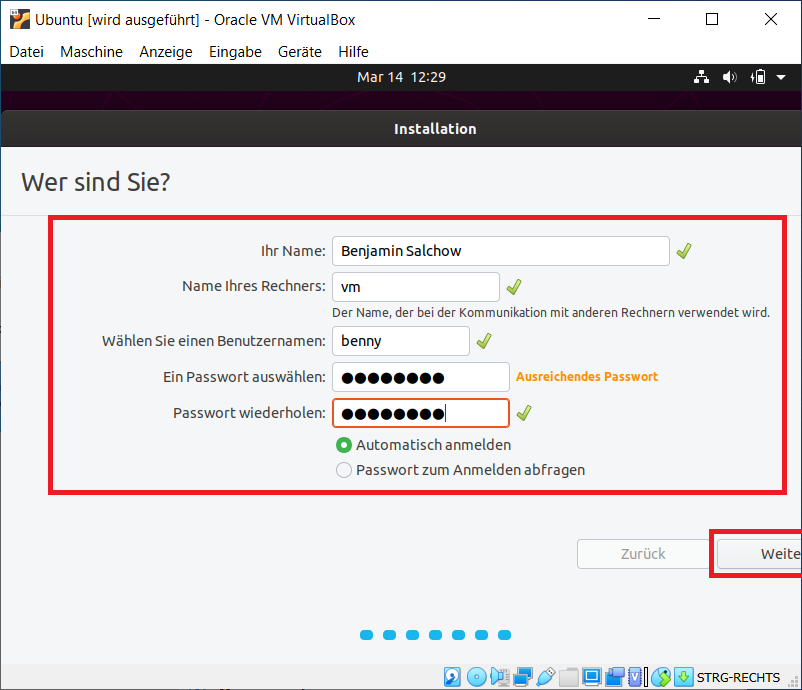 Ubuntu [wird ausgeführt] - Oracle VM VirtualBox
Datei Maschine Anzeige Eingabe Geräte Hilfe
Mar 14 12:29
Installation
Wer sind Sie?
Ihr Name: Benjamin Salchow
Name Ihres Rechners: vm
Der Name, der bei der Kommunikation mit anderen Rechnern verwendet wird.
Wählen Sie einen Benutzernamen: benny
Ein Passwort auswählen: ●●●●●●●● Ausreichendes Passwort
Passwort wiederholen: ●●●●●●●●
Automatisch anmelden
Passwort zum Anmelden abfragen
Zurück Weite
STRG-RECHTS